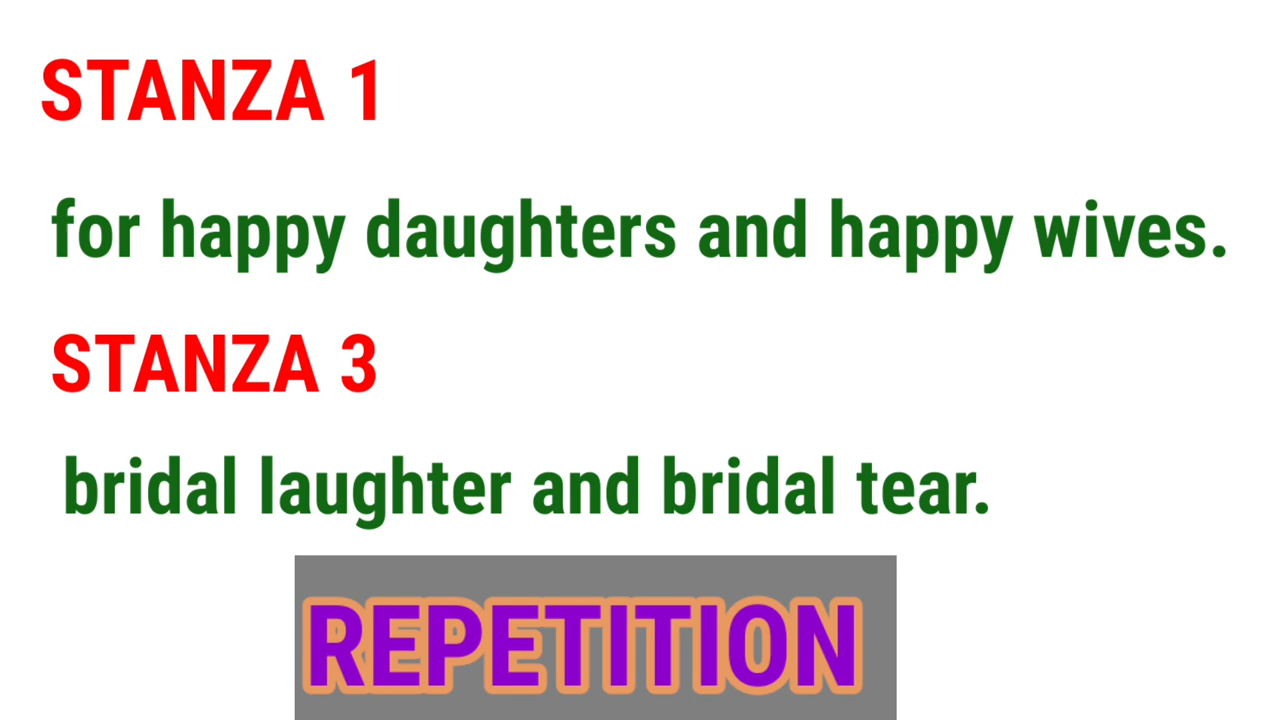 STANZA 1
for happy daughters and happy wives.
STANZA 3
bridal laughter and bridal tear.
REPETITION